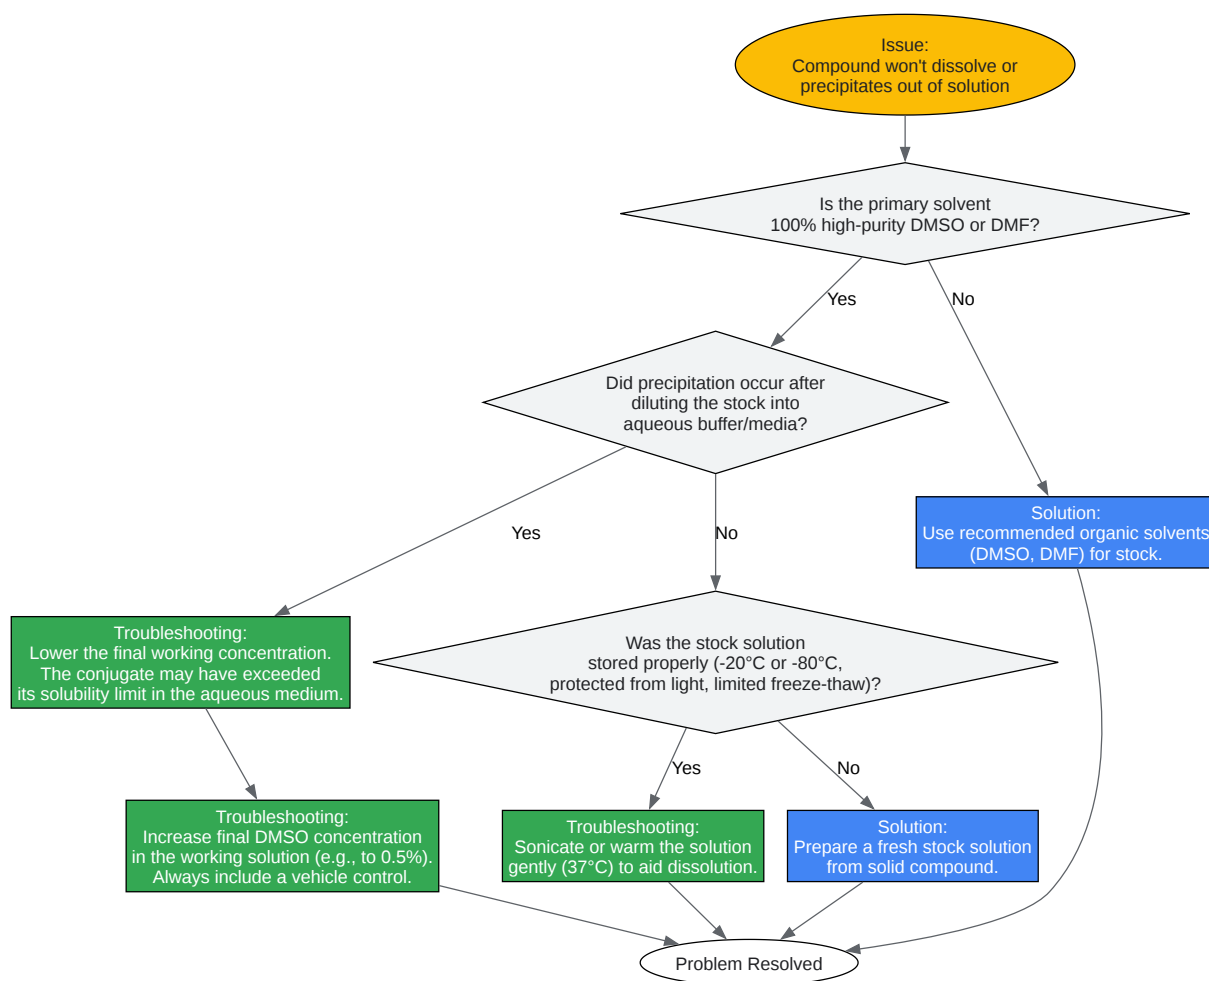 Issue:
Compound won't dissolve or
precipitates out of solution
Is the primary solvent
100% high-purity DMSO or DMF?
Yes
No
Did precipitation occur after
diluting the stock into
aqueous buffer/media?
Yes
No
Solution:
Use recommended organic solvents
(DMSO, DMF) for stock.
Troubleshooting:
Lower the final working concentration.
The conjugate may have exceeded
its solubility limit in the aqueous medium.
Was the stock solution
stored properly (-20°C or -80°C,
protected from light, limited freeze-thaw)?
Yes
No
Troubleshooting:
Increase final DMSO concentration
in the working solution (e.g., to 0.5%).
Always include a vehicle control.
Troubleshooting:
Sonicate or warm the solution
gently (37°C) to aid dissolution.
Solution:
Prepare a fresh stock solution
from solid compound.
Problem Resolved